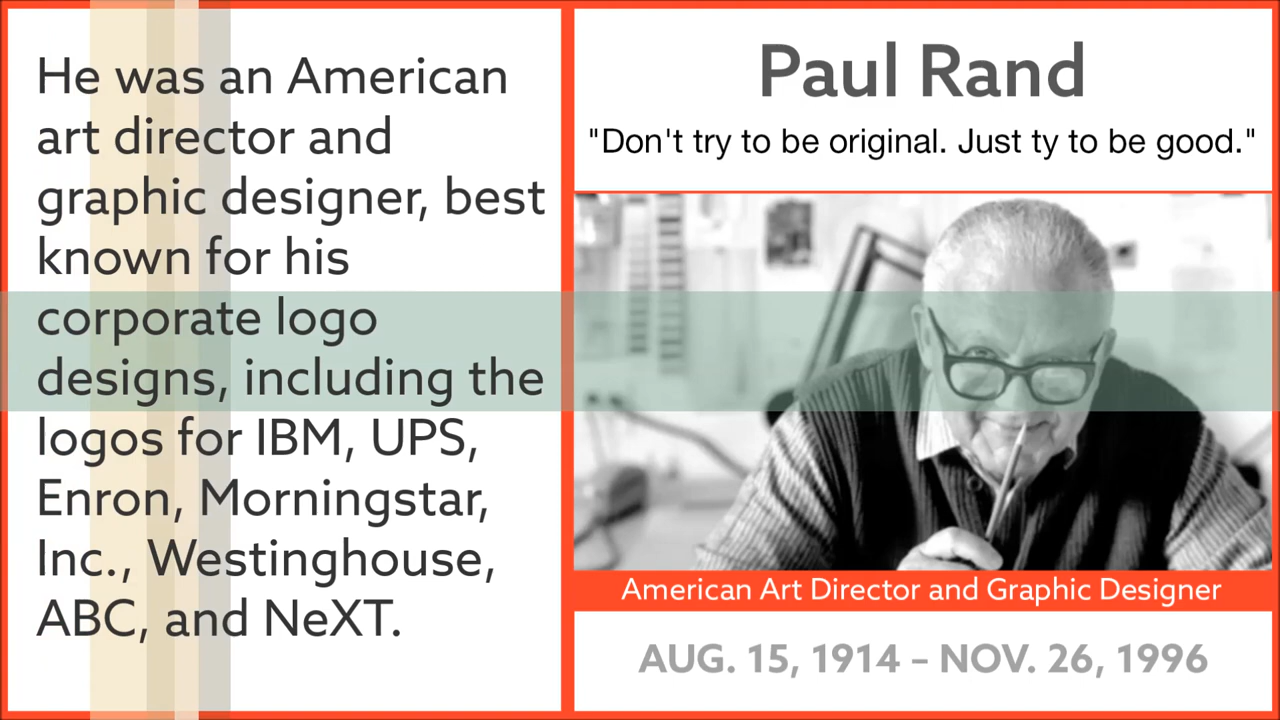 He was an American
art director and
graphic designer, best
known for his
corporate logo
designs, including the
logos for IBM, UPS,
Enron, Morningstar,
Inc., Westinghouse,
ABC, and NeXT.
Paul Rand
"Don't try to be original. Just ty to be good."
American Art Director and Graphic Designer
AUG. 15, 1914 – NOV. 26, 1996